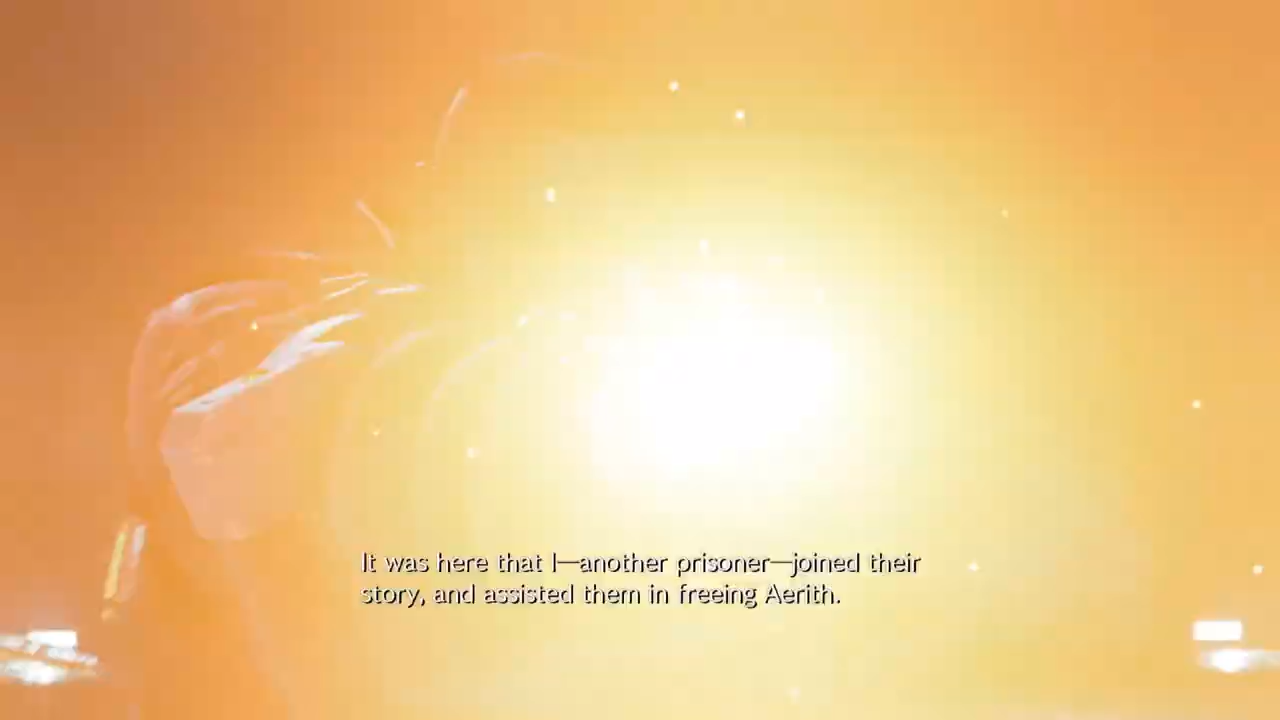 It was here that I—another prisoner—joined their
story, and assisted them in freeing Aerith.